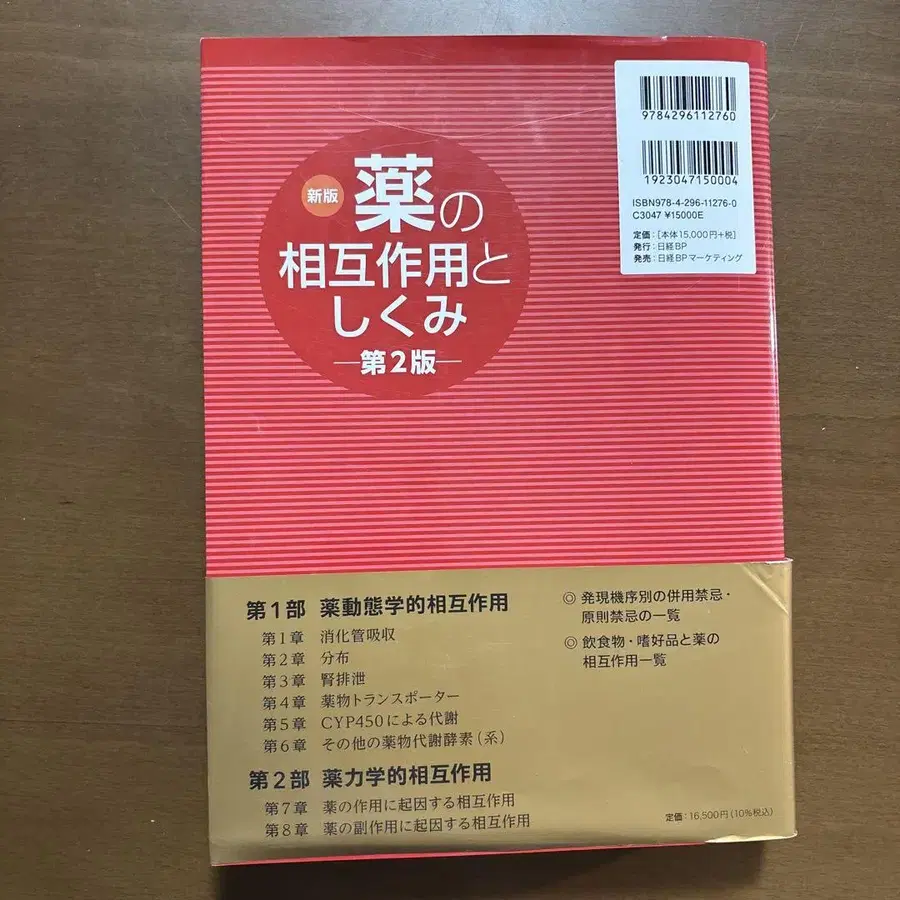 新版
薬の
相互作用と
しくみ
─第2版─
9784296112760
1923047150004
ISBN978-4-296-11276-0
C3047 ¥15000E
定価：［本体15,000円+税］
発行：日経BP
発売：日経BPマーケティング
第1部 薬動態学的相互作用
第1章 消化管吸収
第2章 分布
第3章 腎排泄
第4章 薬物トランスポーター
第5章 CYP450による代謝
第6章 その他の薬物代謝酵素（系）
第2部 薬力学的相互作用
第7章 薬の作用に起因する相互作用
第8章 薬の副作用に起因する相互作用
◎ 発現機序別の併用禁忌・
原則禁忌の一覧
◎ 飲食物・嗜好品と薬の
相互作用一覧
定価：16,500円（10%税込）